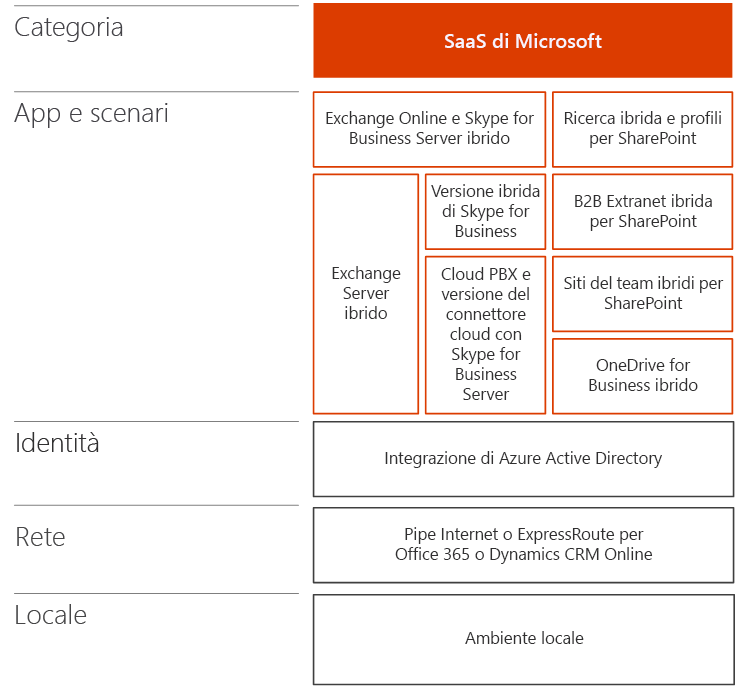 Categoria
SaaS di Microsoft
App e scenari
Exchange Online e Skype for
Business Server ibrido
Ricerca ibrida e profili
per SharePoint
Exchange
Server
ibrido
Versione ibrida
di Skype for
Business
B2B Extranet ibrida
per SharePoint
Cloud PBX e
versione del
connettore
cloud con
Skype for
Business
Server
Siti del team ibridi per
SharePoint
OneDrive for
Business ibrido
Identità
Integrazione di Azure Active Directory
Rete
Pipe Internet o ExpressRoute per
Office 365 o Dynamics CRM Online
Locale
Ambiente locale